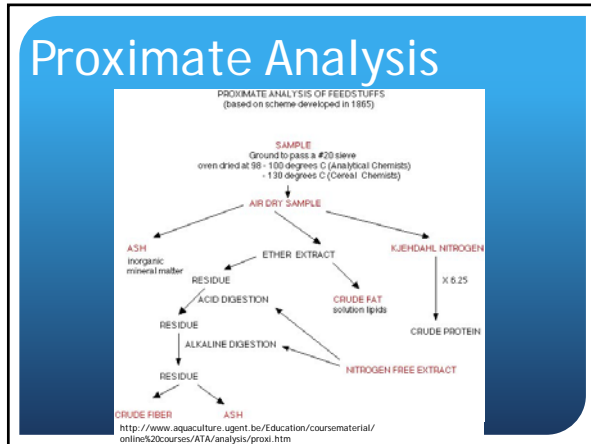 Proximate Analysis
PROXIMATE ANALYSIS OF FEEDSTUFFS
(based on scheme developed in 1865)
SAMPLE
Ground to pass a #20 sieve
oven dried at 98 - 100 degrees C (Analytical Chemists)
- 130 degrees C (Cereal Chemists)
AIR DRY SAMPLE
ASH
inorganic
mineral matter
ETHER EXTRACT
KJEHDAHL NITROGEN
RESIDUE
X 6.25
ACID DIGESTION
CRUDE FAT
solution lipids
RESIDUE
CRUDE PROTEIN
ALKALINE DIGESTION
NITROGEN FREE EXTRACT
RESIDUE
CRUDE FIBER
ASH
http://www.aquaculture.ugent.be/Education/coursematerial/
online%20courses/ATA/analysis/proxi.htm